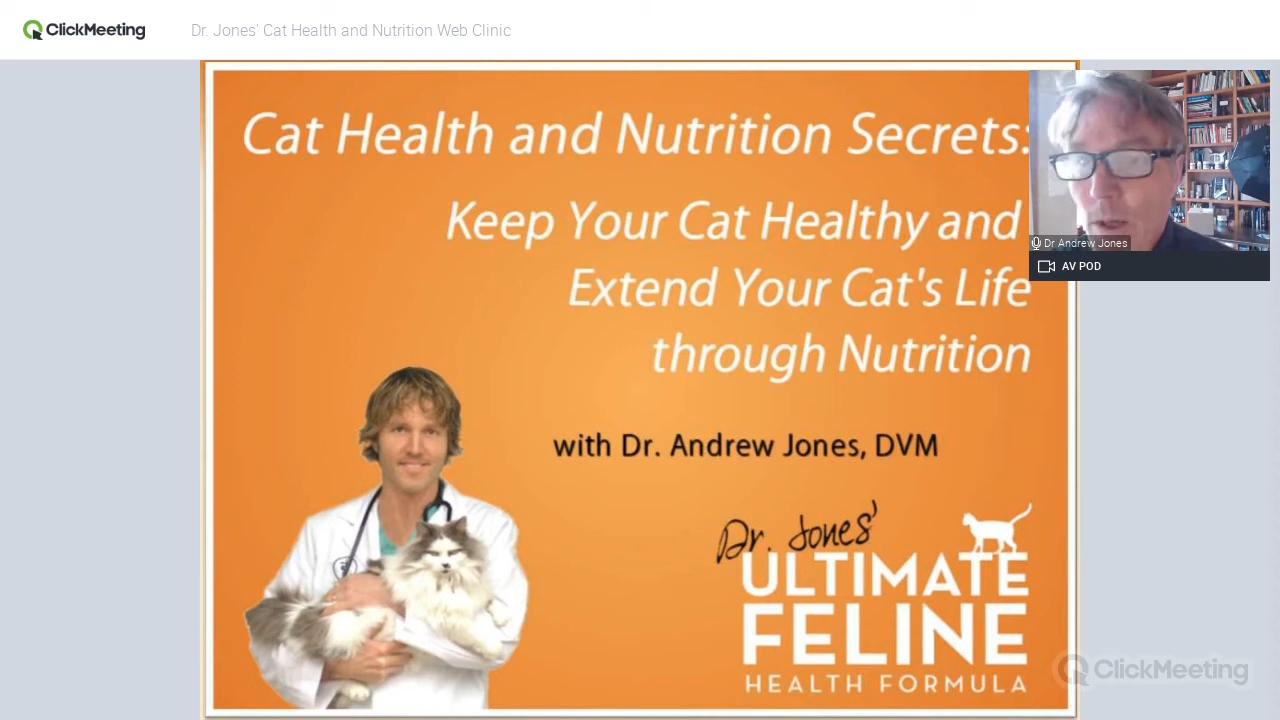 ClickMeeting
Dr. Jones' Cat Health and Nutrition Web Clinic
Cat Health and Nutrition Secrets:
Keep Your Cat Healthy and
Extend Your Cat's Life
through Nutrition
Dr Andrew Jones
AV POD
with Dr. Andrew Jones, DVM
Dr. Jones'
ULTIMATE
FELINE
HEALTH FORMULA
ClickMeeting